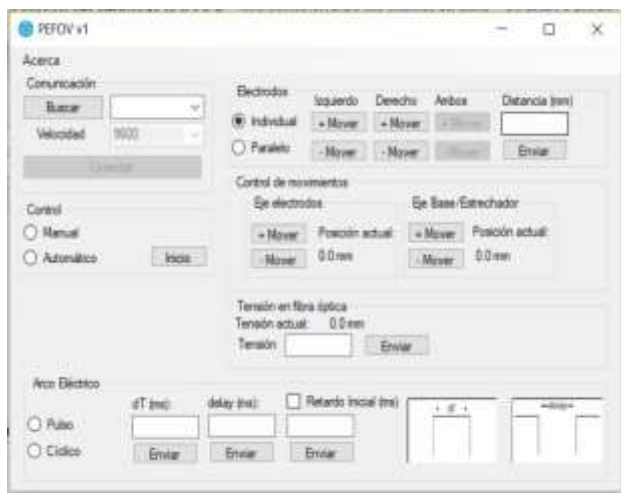 PEFOV v1
Acerca
Comunicación
Buscar
Velocidad 9600
Conectar
Control
Manual
Automático Inicio
Electrodos
Izquierdo Derecho Ambos Distancia (mm)
Individual + Mover + Mover + Mover
Paralelo - Mover - Mover - Mover Enviar
Control de movimientos
Eje electrodos Eje Base/Estrechador
+ Mover Posición actual: + Mover Posición actual:
- Mover 0.0 mm - Mover 0.0 mm
Tensión en fibra óptica
Tensión actual: 0.0 mm
Tensión Enviar
Arco Eléctrico
dT (ms): delay (ms): Retardo Inicial (ms)
Pulso
Cíclico Enviar Enviar Enviar
dT
delay